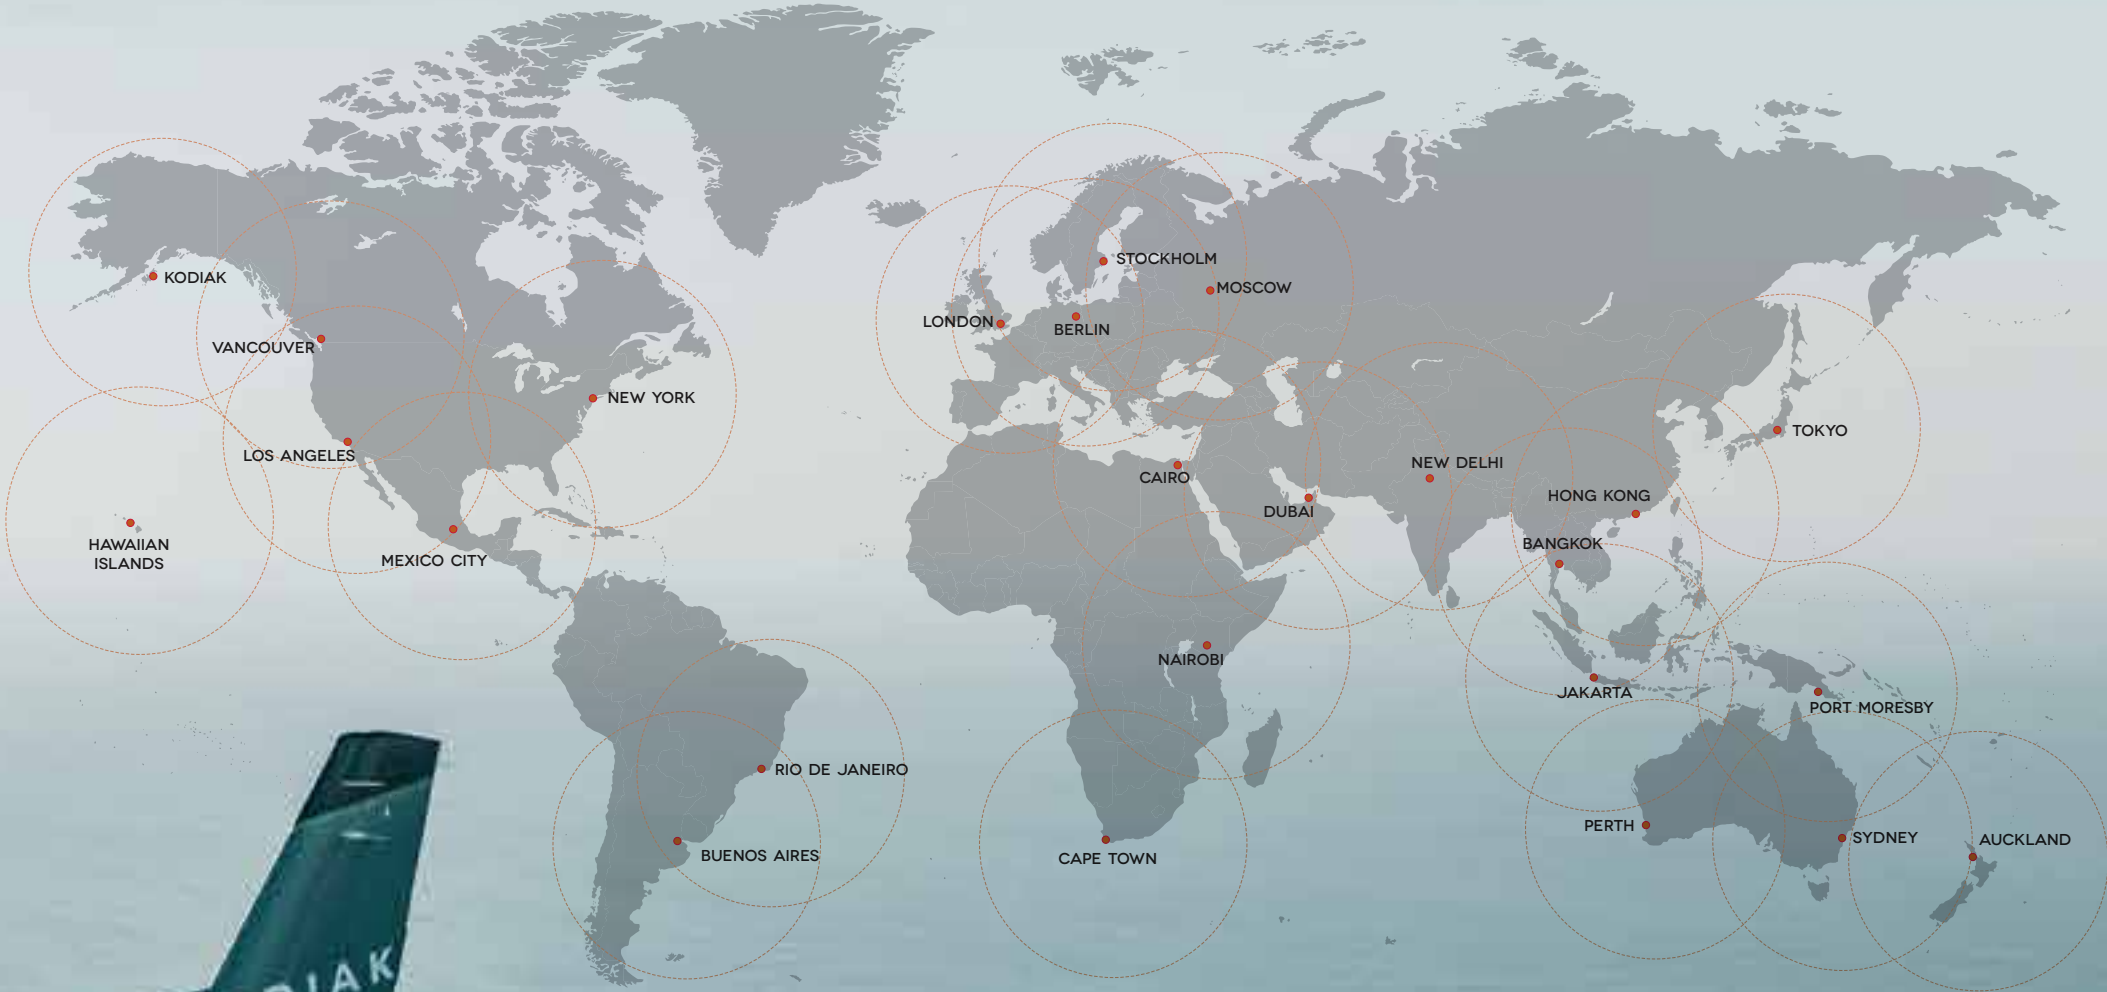 STOCKHOLM
KODIAK
MOSCOW
LONDON
BERLIN
VANCOUVER
NEW YORK
TOKYO
LOS ANGELES
NEW DELHI
CAIRO
HONG KONG
DUBAI
HAWAIIAN
ISLANDS
BANGKOK
MEXICO CITY
NAIROBI
JAKARTA
PORT MORESBY
RIO DE JANEIRO
PERTH
SYDNEY
AUCKLAND
BUENOS AIRES
CAPE TOWN
DIAK